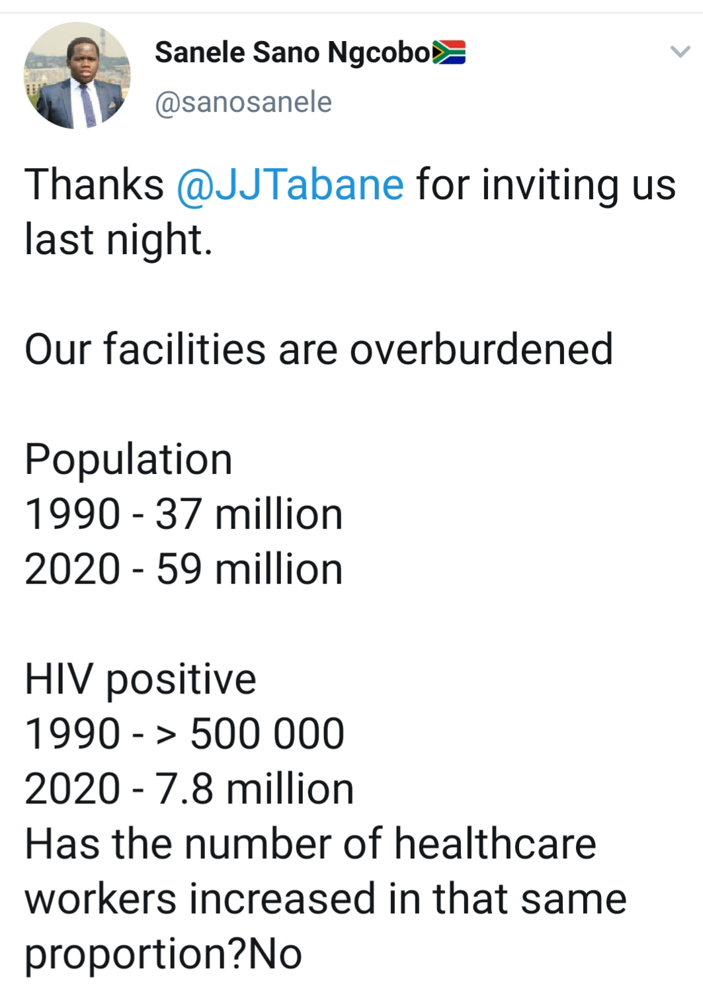 Sanele Sano Ngcobo🇿🇦
@sanosanele
Thanks @JJTabane for inviting us
last night.
Our facilities are overburdened
Population
1990 - 37 million
2020 - 59 million
HIV positive
1990 - > 500 000
2020 - 7.8 million
Has the number of healthcare
workers increased in that same
proportion?No